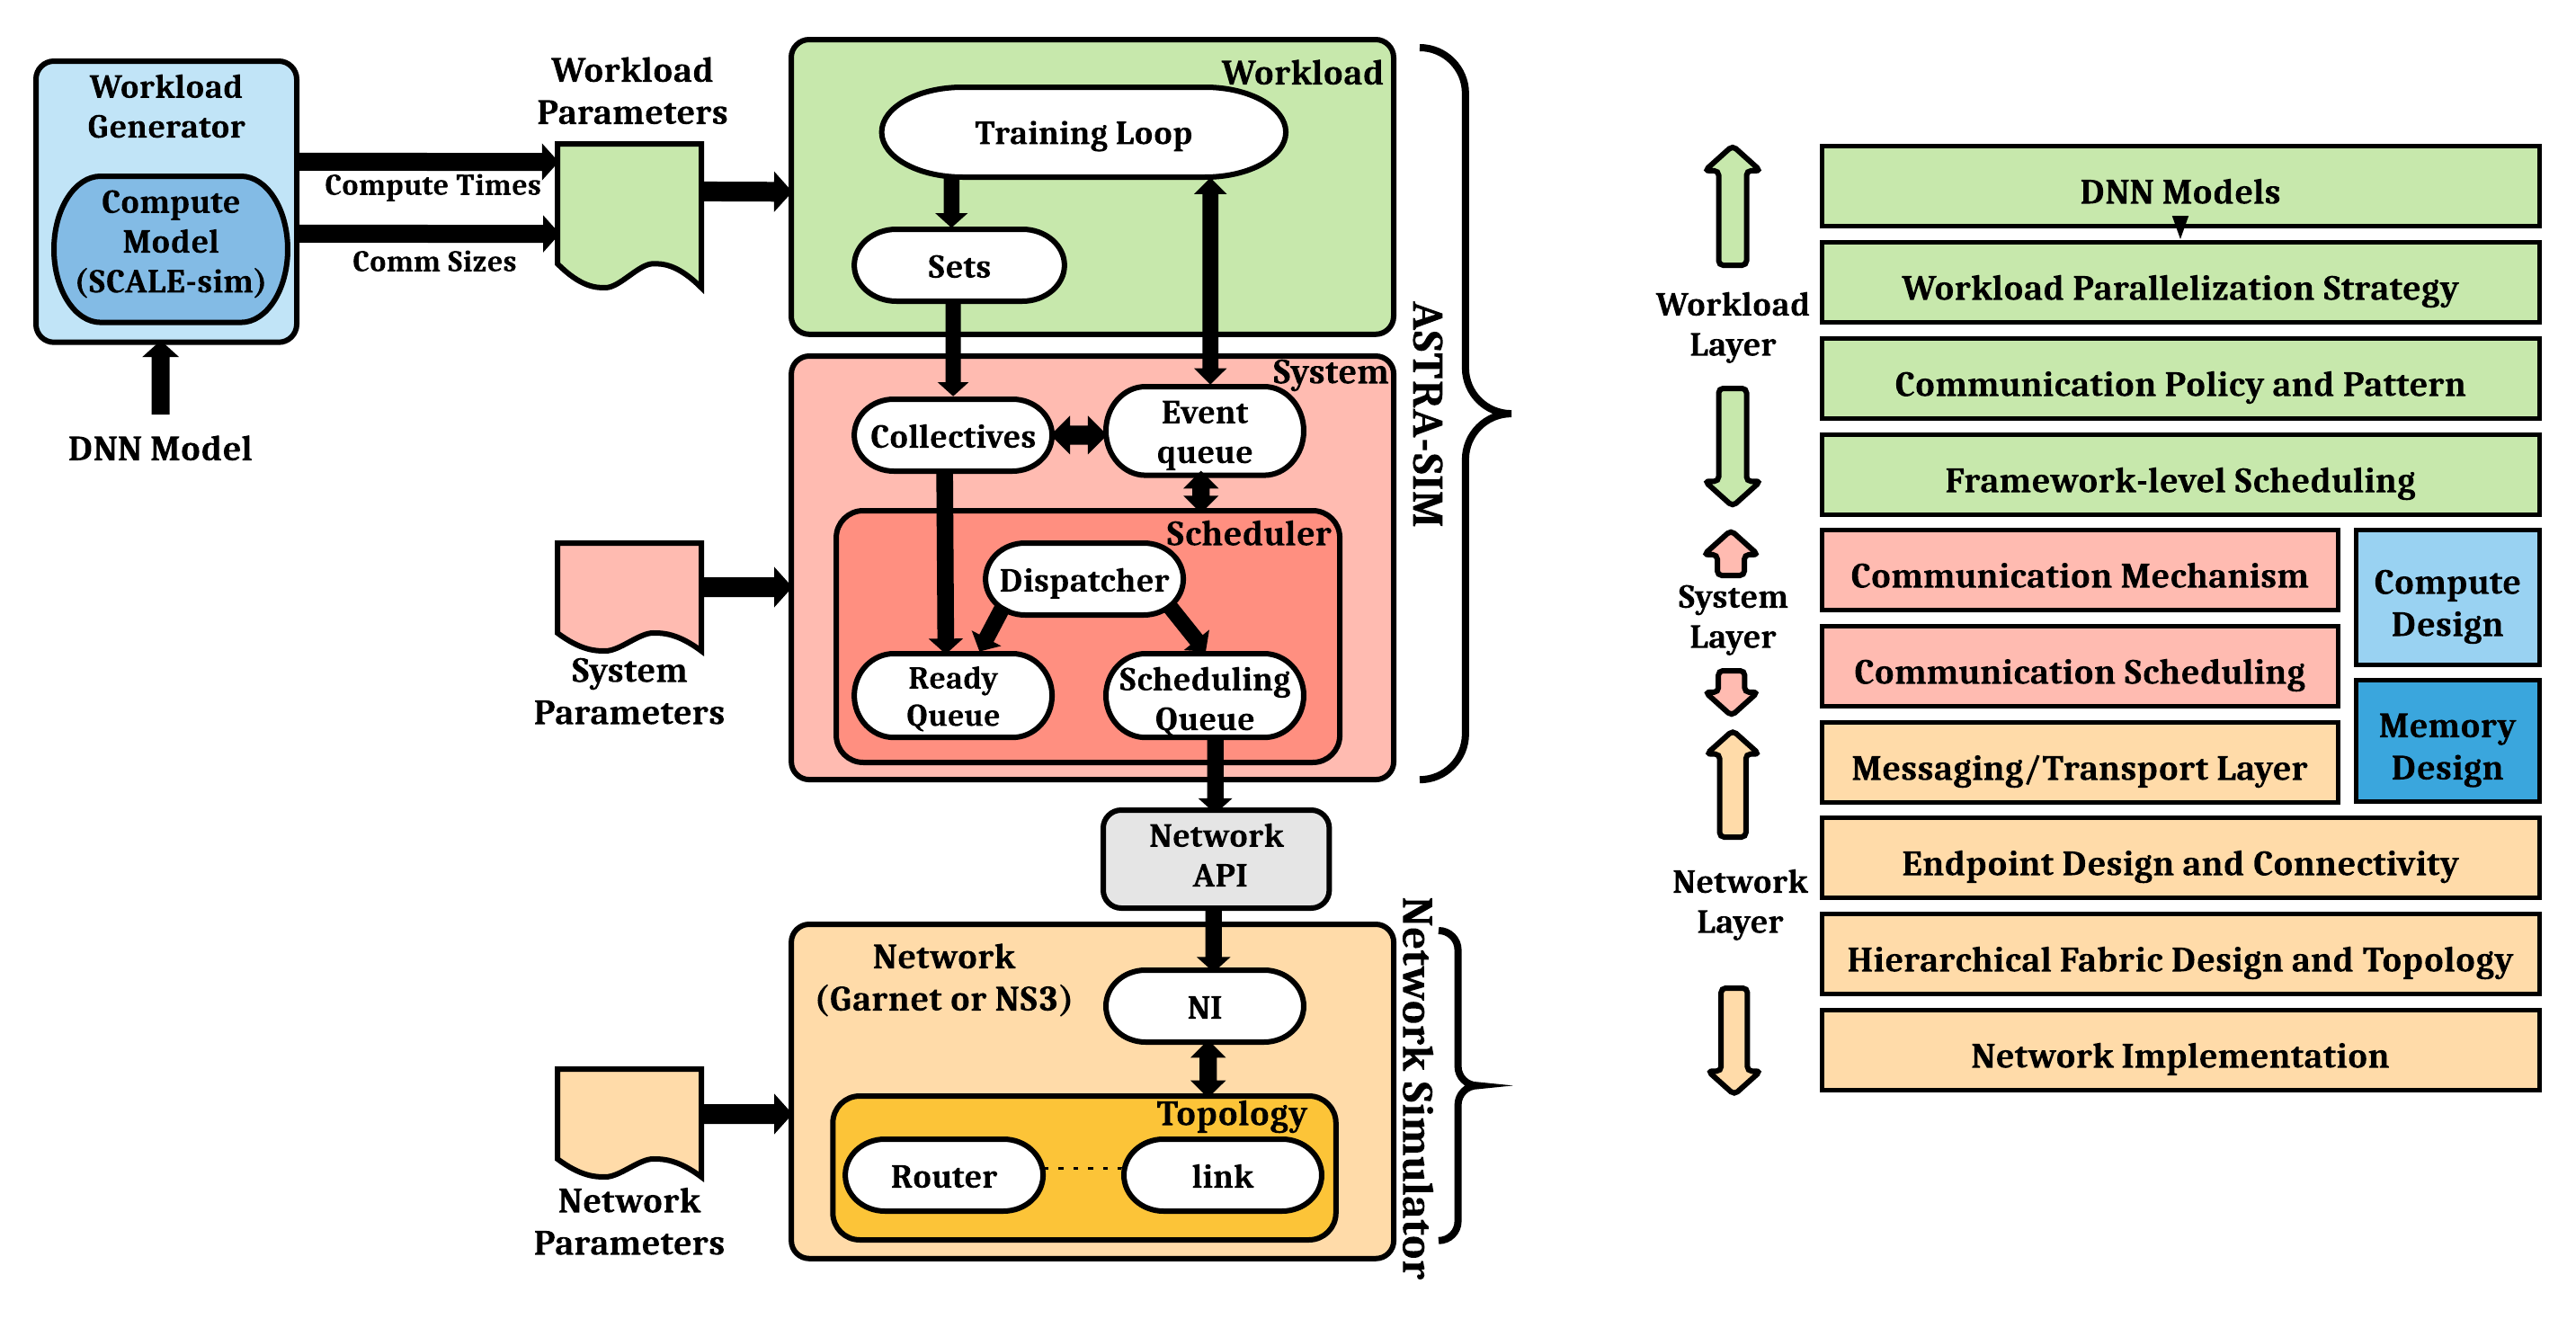 Workload
Generator
Compute
Model
(SCALE-sim)
DNN Model
Compute Times
Comm Sizes
Workload
Parameters
System
Parameters
Network
Parameters
Workload
Training Loop
Sets
System
Collectives
Event
queue
Scheduler
Dispatcher
Ready
Queue
Scheduling
Queue
Network
API
Network
(Garnet or NS3)
NI
Topology
Router
link
ASTRA-SIM
Network Simulator
Workload
Layer
System
Layer
Network
Layer
DNN Models
Workload Parallelization Strategy
Communication Policy and Pattern
Framework-level Scheduling
Communication Mechanism
Communication Scheduling
Messaging/Transport Layer
Compute
Design
Memory
Design
Endpoint Design and Connectivity
Hierarchical Fabric Design and Topology
Network Implementation